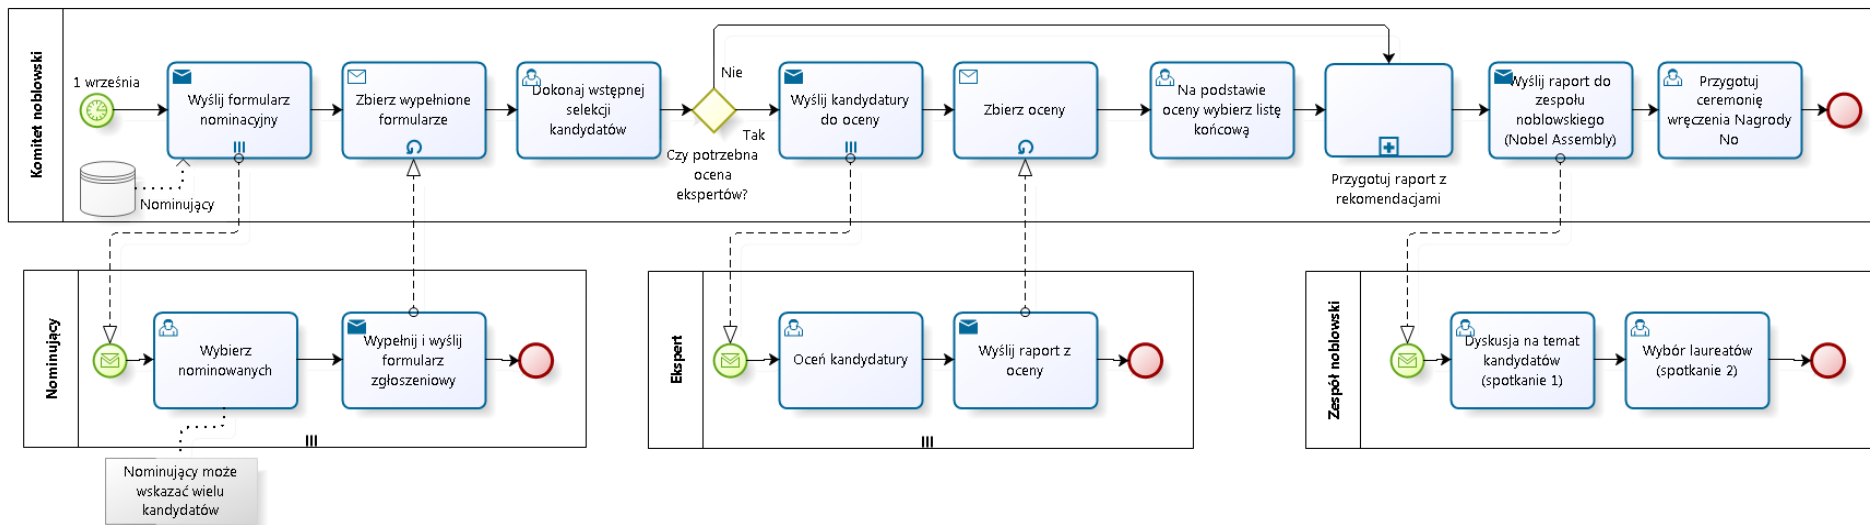 Komitet noblowski
1 września
Wyślij formularz
nominacyjny
Zbierz wypełnione
formularze
Dokonaj wstępnej
selekcji
kandydatów
Nie
Tak
Czy potrzebna
ocena
ekspertów?
Wyślij kandydatury
do oceny
Zbierz oceny
Na podstawie
oceny wybierz listę
końcową
Przygotuj raport z
rekomendacjami
Wyślij raport do
zespołu
noblowskiego
(Nobel Assembly)
Przygotuj
ceremonię
wręczenia Nagrody
No
Nominujący
Nominujący
Wybierz
nominowanych
Wypełnij i wyślij
formularz
zgłoszeniowy
Nominujący może
wskazać wielu
kandydatów
Ekspert
Oceń kandydatury
Wyślij raport z
oceny
Zespół noblowski
Dyskusja na temat
kandydatów
(spotkanie 1)
Wybór laureatów
(spotkanie 2)